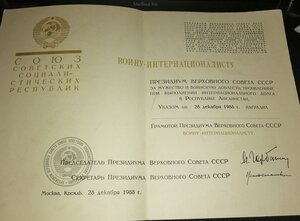 СОЮЗ
СОВЕТСКИХ
СОЦИАЛИ-
СТИЧЕСКИХ
РЕСПУБЛИК
ВОИНУ-ИНТЕРНАЦИОНАЛИСТУ
ПРЕЗИДИУМ ВЕРХОВНОГО СОВЕТА СССР
ЗА МУЖЕСТВО И ВОИНСКУЮ ДОБЛЕСТЬ, ПРОЯВЛЕННЫЕ
ПРИ ВЫПОЛНЕНИИ ИНТЕРНАЦИОНАЛЬНОГО ДОЛГА
В РЕСПУБЛИКЕ АФГАНИСТАН,
УКАЗОМ ОТ 28 декабря 1988 г. НАГРАДИЛ
ГРАМОТОЙ ПРЕЗИДИУМА ВЕРХОВНОГО СОВЕТА СССР
ВОИНУ-ИНТЕРНАЦИОНАЛИСТУ
ПРЕДСЕДАТЕЛЬ ПРЕЗИДИУМА ВЕРХОВНОГО СОВЕТА СССР
СЕКРЕТАРЬ ПРЕЗИДИУМА ВЕРХОВНОГО СОВЕТА СССР
Москва, Кремль. 28 декабря 1988 г.